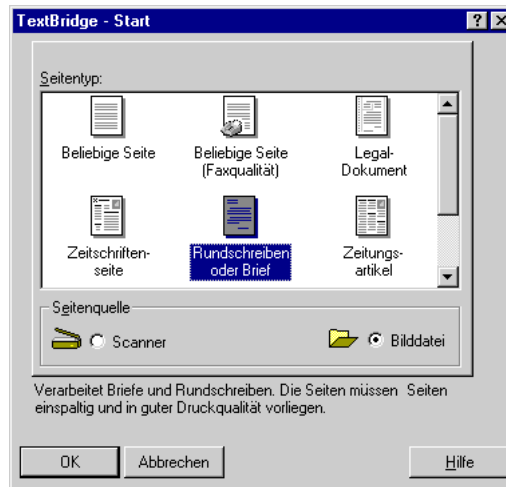 TextBridge - Start
Seitentyp:
Beliebige Seite
Beliebige Seite
(Faxqualität)
Legal-
Dokument
Zeitschriften-
seite
Rundschreiben
oder Brief
Zeitungs-
artikel
Seitenquelle
Scanner
Bilddatei
Verarbeitet Briefe und Rundschreiben. Die Seiten müssen Seiten
einspaltig und in guter Druckqualität vorliegen.
OK
Abbrechen
Hilfe